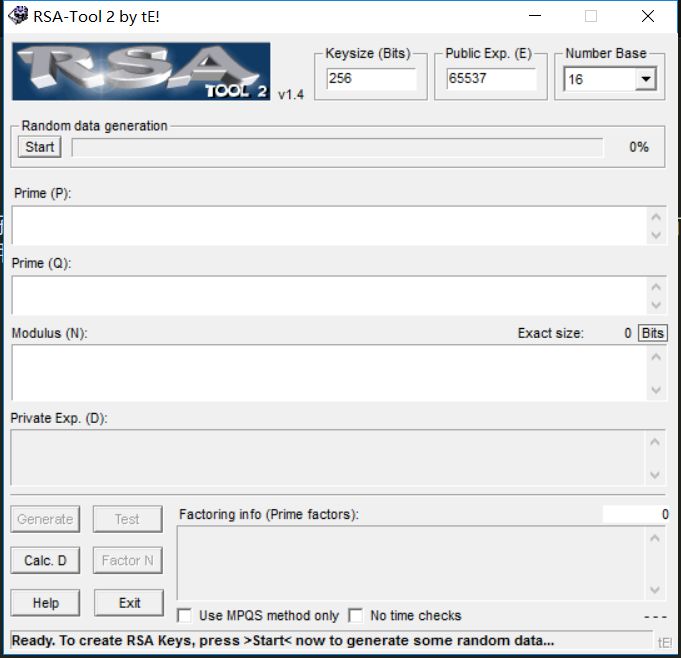 RSA-Tool 2 by tE!
RSA
TOOL 2
v1.4
Keysize (Bits)
256
Public Exp. (E)
65537
Number Base
16
Random data generation
Start
0%
Prime (P):
Prime (Q):
Modulus (N):
Exact size: 0 Bits
Private Exp. (D):
Generate
Test
Factoring info (Prime factors):
0
Calc. D
Factor N
Help
Exit
Use MPQS method only
No time checks
---
Ready. To create RSA Keys, press >Start< now to generate some random data...
tE!